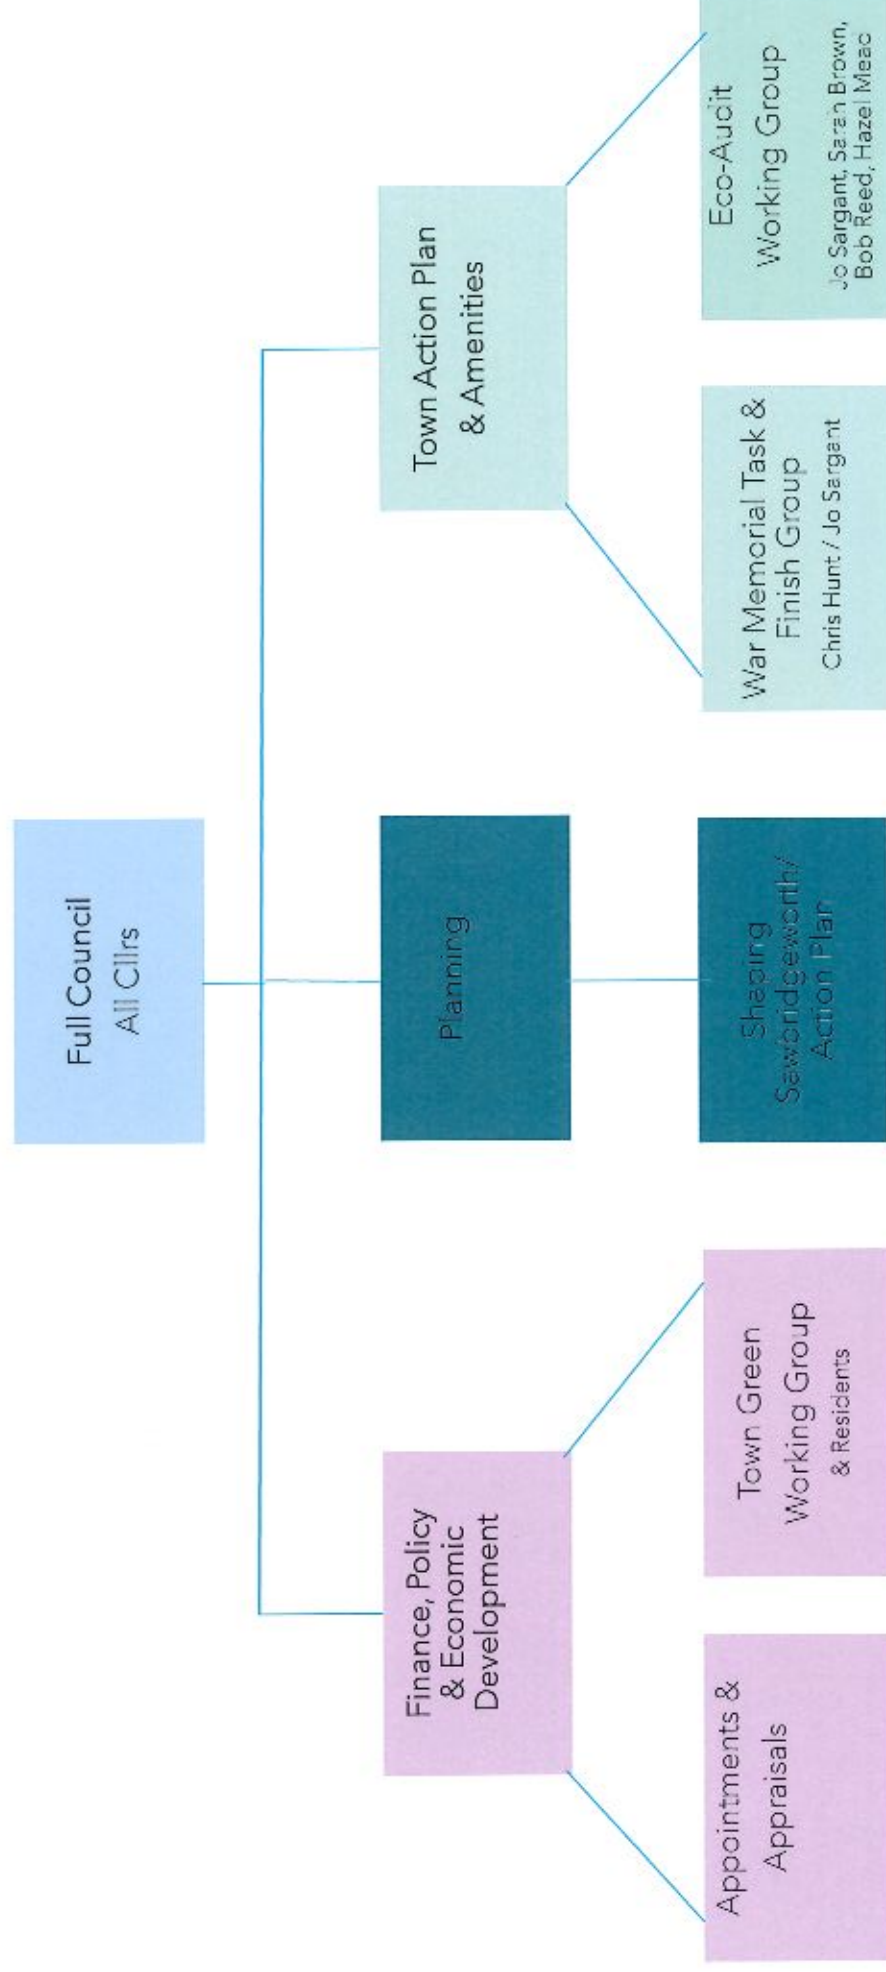 Full Council
All Cllrs
Finance, Policy
& Economic
Development
Planning
Town Action Plan
& Amenities
Appointments &
Appraisals
Town Green
Working Group
& Residents
Shaping
Sawbridgeworth/
Action Plan
War Memorial Task &
Finish Group
Chris Hunt / Jo Sargant
Eco-Audit
Working Group
Jo Sargant, Sarah Brown,
Bob Reed, Hazel Mead